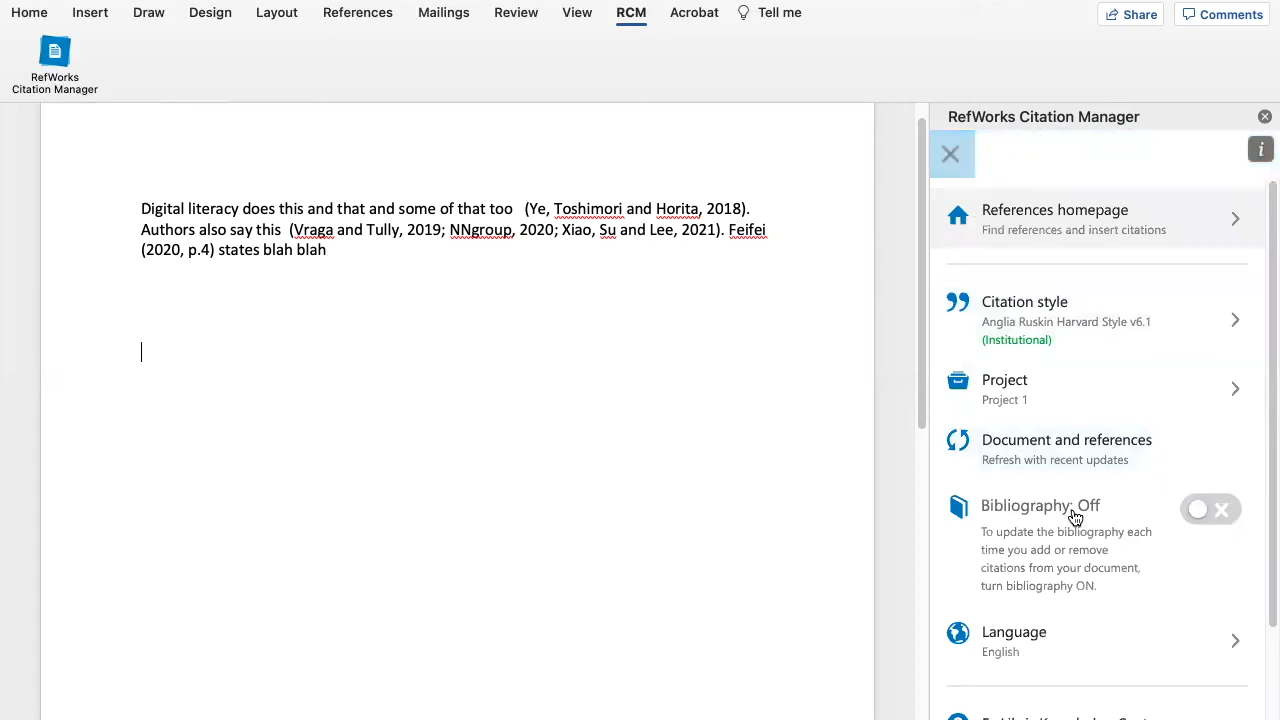 Home Insert Draw Design Layout References Mailings Review View RCM Acrobat Tell me Share Comments
RefWorks
Citation Manager
Digital literacy does this and that and some of that too (Ye, Toshimori and Horita, 2018).
Authors also say this (Vraga and Tully, 2019; NNgroup, 2020; Xiao, Su and Lee, 2021). Feifei
(2020, p.4) states blah blah
RefWorks Citation Manager
i
References homepage
Find references and insert citations
Citation style
Anglia Ruskin Harvard Style v6.1
(Institutional)
Project
Project 1
Document and references
Refresh with recent updates
Bibliography: Off
To update the bibliography each
time you add or remove
citations from your document,
turn bibliography ON.
Language
English